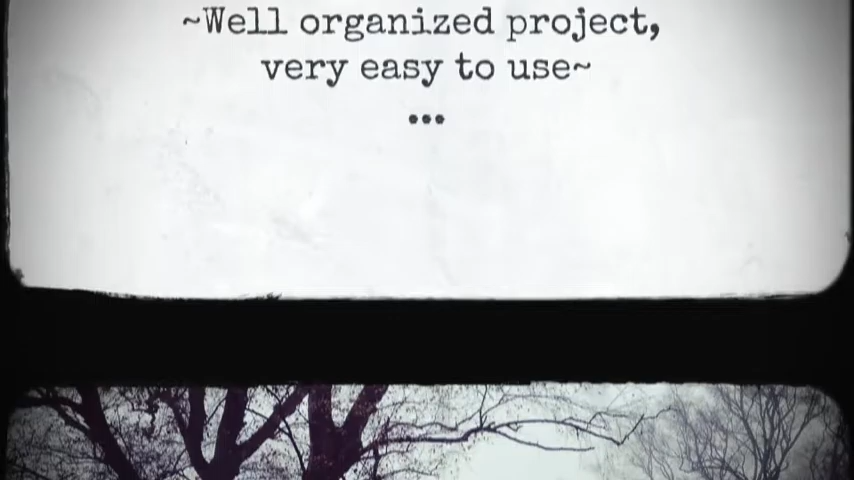 ~Well organized project,
very easy to use~
•••